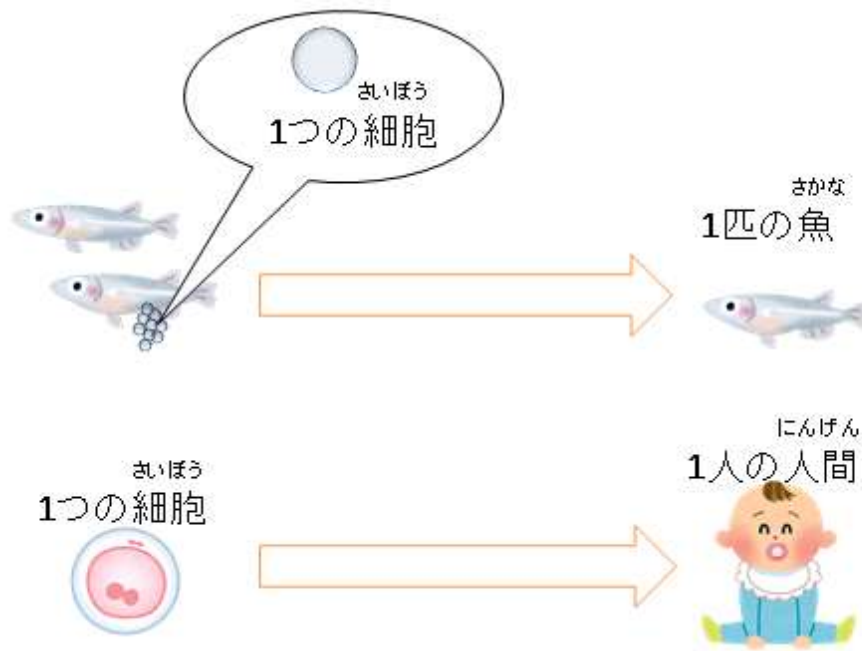 さいぼう
1つの細胞
さかな
1匹の魚
さいぼう
1つの細胞
にんげん
1人の人間